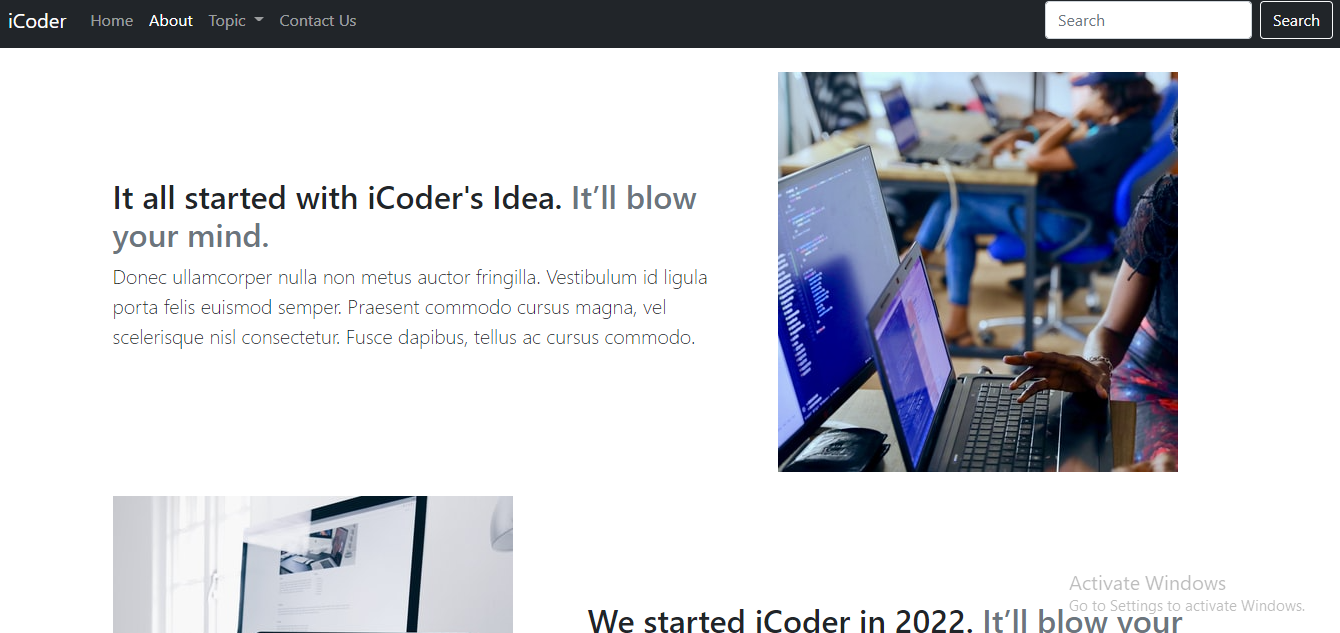 iCoder Home About Topic Contact Us Search Search
It all started with iCoder's Idea. It’ll blow
your mind.
Donec ullamcorper nulla non metus auctor fringilla. Vestibulum id ligula
porta felis euismod semper. Praesent commodo cursus magna, vel
scelerisque nisl consectetur. Fusce dapibus, tellus ac cursus commodo.
Activate Windows
Go to Settings to activate Windows.
We started iCoder in 2022. It’ll blow your